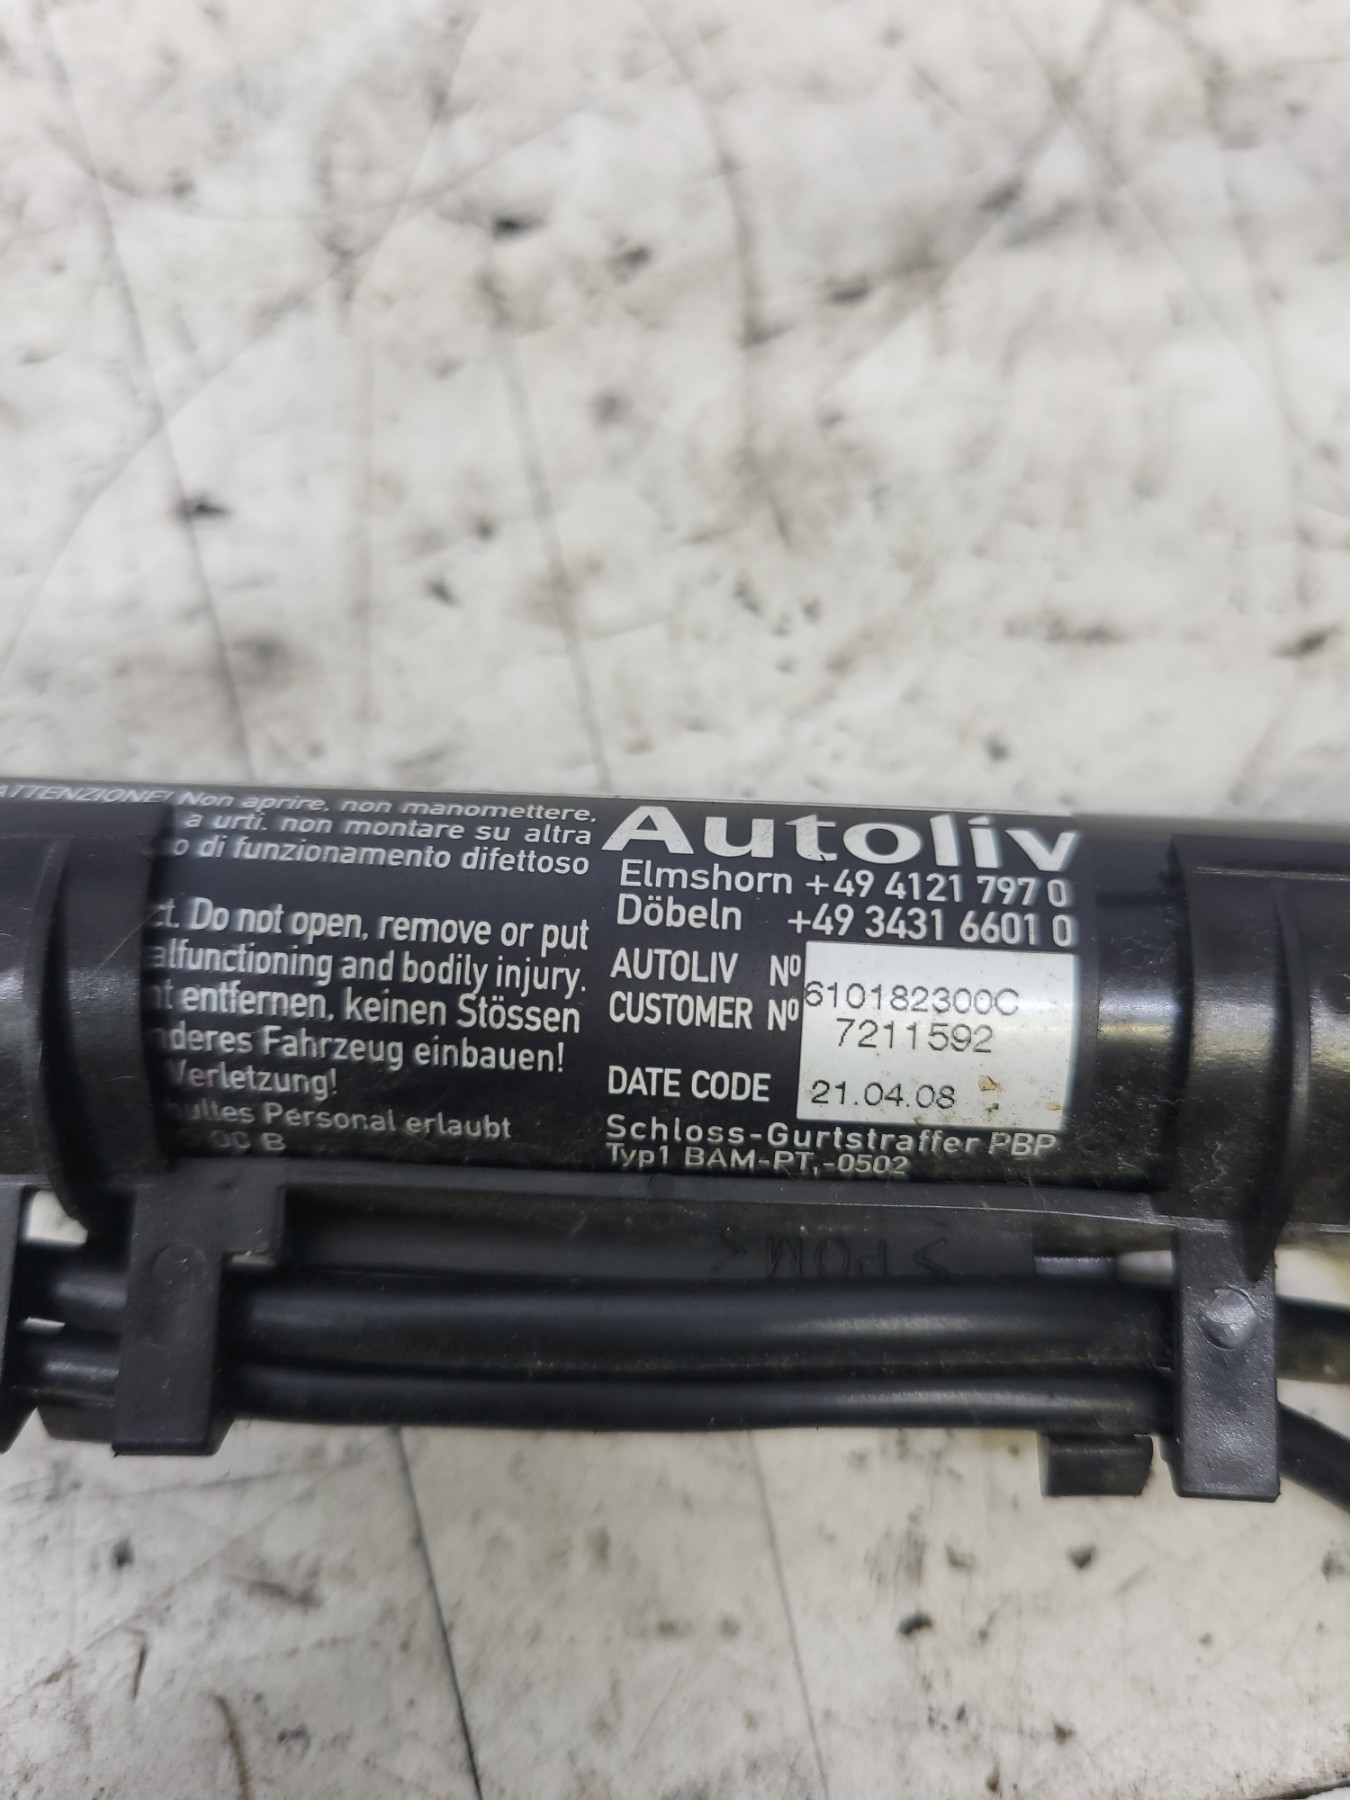 ATTENZIONE! Non aprire, non manomettere,
a urti, non montare su altra
o di funzionamento difettoso
ct. Do not open, remove or put
alfunctioning and bodily injury.
nt entfernen, keinen Stössen
deres Fahrzeug einbauen!
Verletzung!
hultes Personal erlaubt
00 B
Autoliv
Elmshorn +49 4121 797 0
Döbeln +49 3431 6601 0
AUTOLIV Nº 610182300C
CUSTOMER Nº 7211592
DATE CODE 21.04.08
Schloss-Gurtstraffer PBP
Typ1 BAM-PT,-0502
>POM<